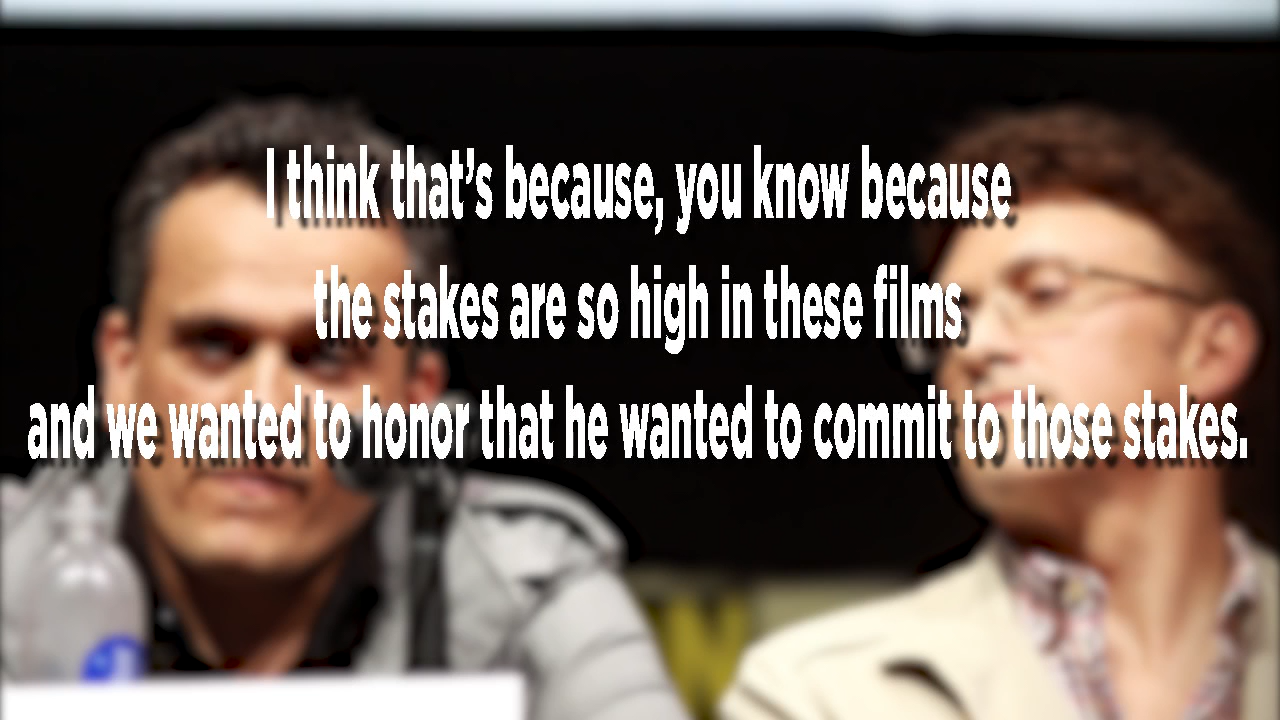 I think that’s because, you know because
the stakes are so high in these films
and we wanted to honor that he wanted to commit to those stakes.